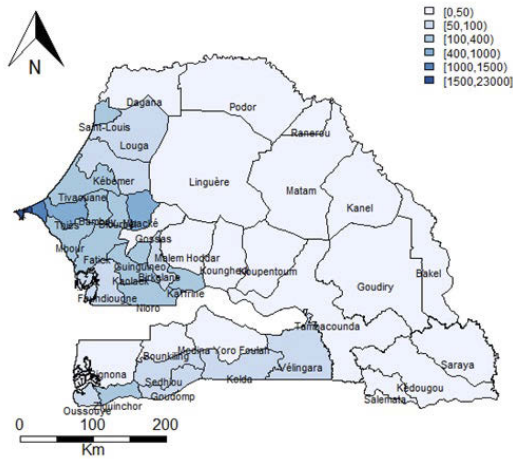 [0,50)
[50,100)
[100,400)
[400,1000)
[1000,1500)
[1500,23000]
N
Dagana
Podor
Saint-Louis
Ranerou
Louga
Linguère
Kébémer
Matam
Kanel
Tivaouane
Thiès
Bambey
Mbour
Gossas
Fatick
Malem Hoddar
Guinguineo
Koungheul
Koupentoum
Birkelane
Kaolack
Bakel
Goudiry
Kaffrine
Foundiougne
Nioro
Tambacounda
Medina Yoro Foulah
Bounkiling
Saraya
Vélingara
Bignona
Sedhiou
Kolda
Kédougou
Goudomp
Salemata
Ziguinchor
Oussouye
0 50 100 200
Km